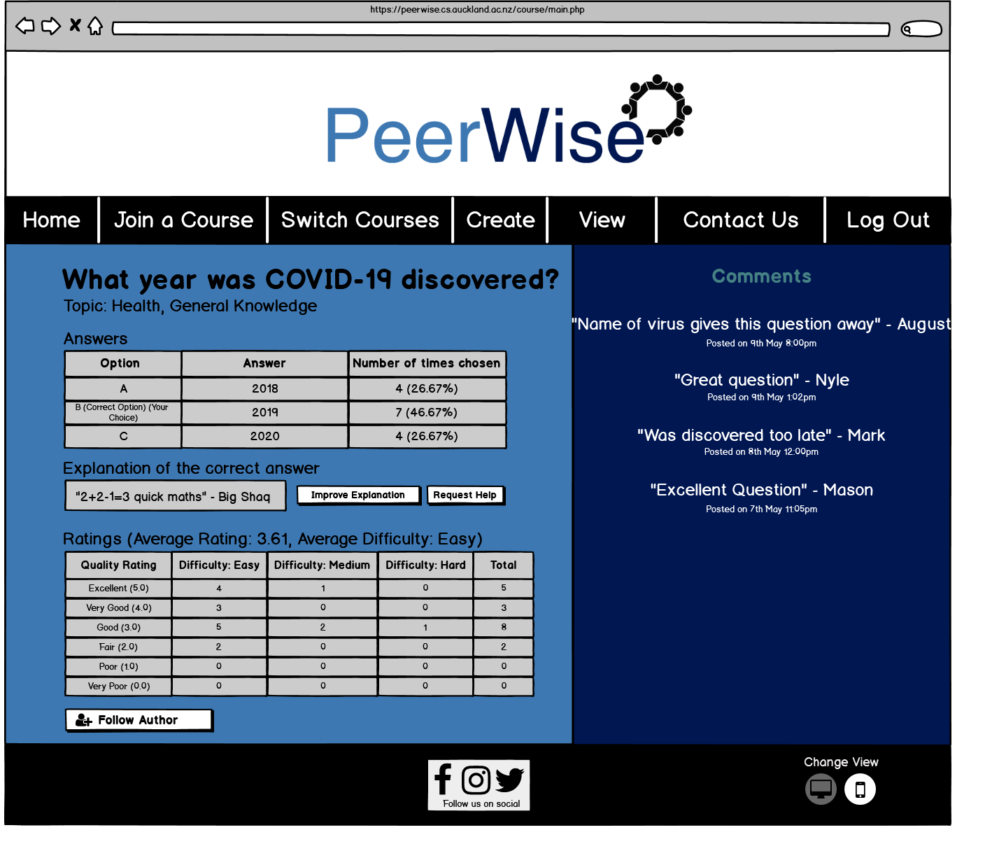 https://peerwise.cs.auckland.ac.nz/course/main.php
PeerWise
Home Join a Course Switch Courses Create View Contact Us Log Out
What year was COVID-19 discovered?
Topic: Health, General Knowledge
Answers
Option Answer Number of times chosen
A 2018 4 (26.67%)
B (Correct Option) (Your
Choice) 2019 7 (46.67%)
C 2020 4 (26.67%)
Explanation of the correct answer
"2+2-1=3 quick maths" - Big Shaq Improve Explanation Request Help
Ratings (Average Rating: 3.61, Average Difficulty: Easy)
Quality Rating Difficulty: Easy Difficulty: Medium Difficulty: Hard Total
Excellent (5.0) 4 1 0 5
Very Good (4.0) 3 0 0 3
Good (3.0) 5 2 1 8
Fair (2.0) 2 0 0 2
Poor (1.0) 0 0 0 0
Very Poor (0.0) 0 0 0 0
Follow Author
Comments
"Name of virus gives this question away" - August
Posted on 9th May 8:00pm
"Great question" - Nyle
Posted on 9th May 1:02pm
"Was discovered too late" - Mark
Posted on 8th May 12:00pm
"Excellent Question" - Mason
Posted on 7th May 11:05pm
Follow us on social
Change View